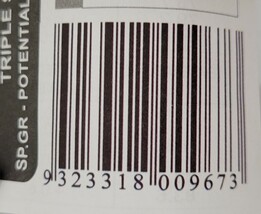 TRIPLE
SP.GR - POTENTIAL
9 323318 009673